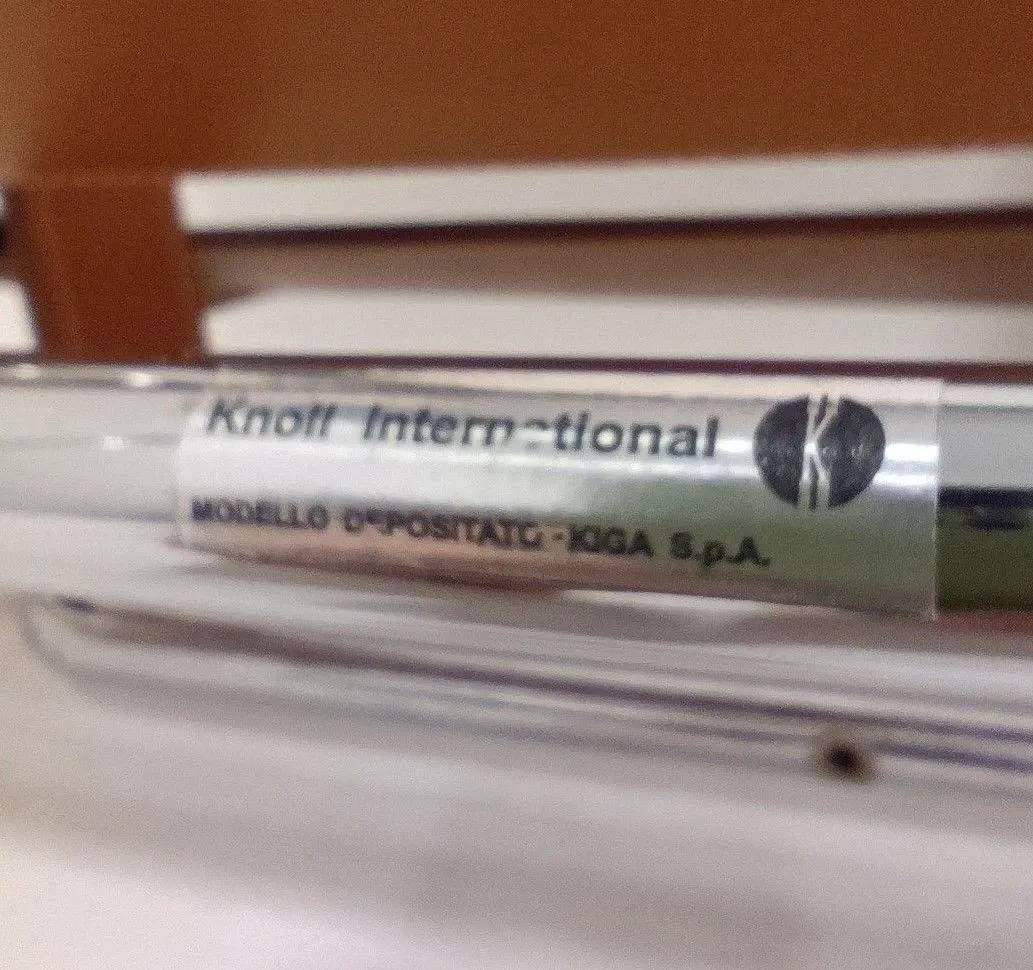 Knoll International
K
MODELLO DEPOSITATO - KIGA S.p.A.